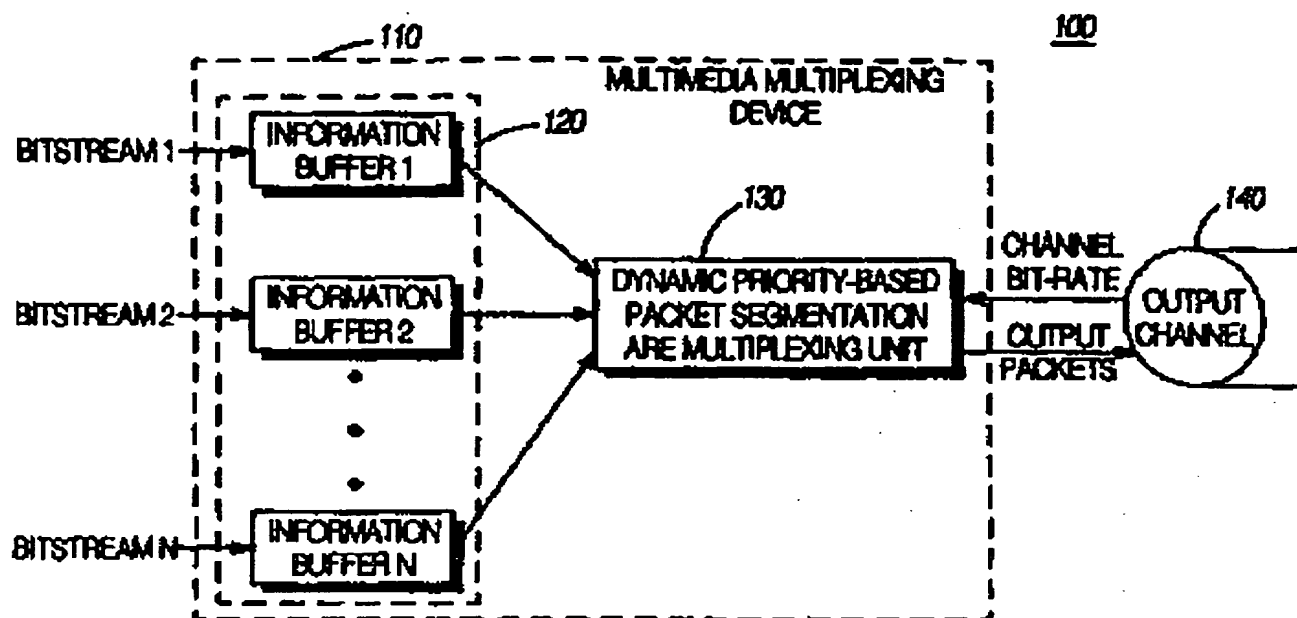 100
110
MULTIMEDIA MULTIPLEXING
DEVICE
120
BITSTREAM 1
INFORMATION
BUFFER 1
130
140
CHANNEL
BIT-RATE
DYNAMIC PRIORITY-BASED
PACKET SEGMENTATION
ARE MULTIPLEXING UNIT
OUTPUT
CHANNEL
BITSTREAM 2
INFORMATION
BUFFER 2
OUTPUT
PACKETS
BITSTREAM N
INFORMATION
BUFFER N